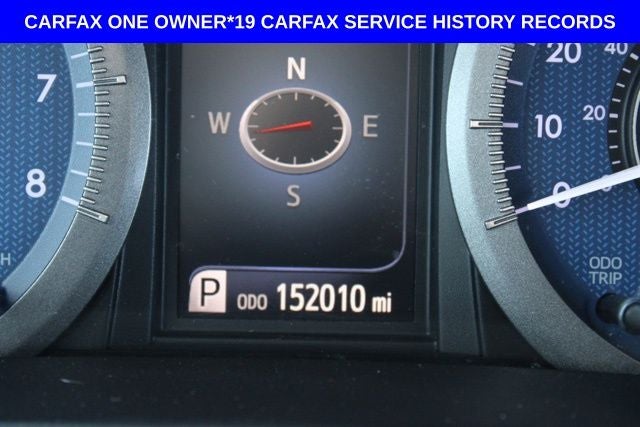 CARFAX ONE OWNER*19 CARFAX SERVICE HISTORY RECORDS
7
8
H
N
W E
S
P ODO 152010 mi
20
10
0
40
20
ODO
TRIP